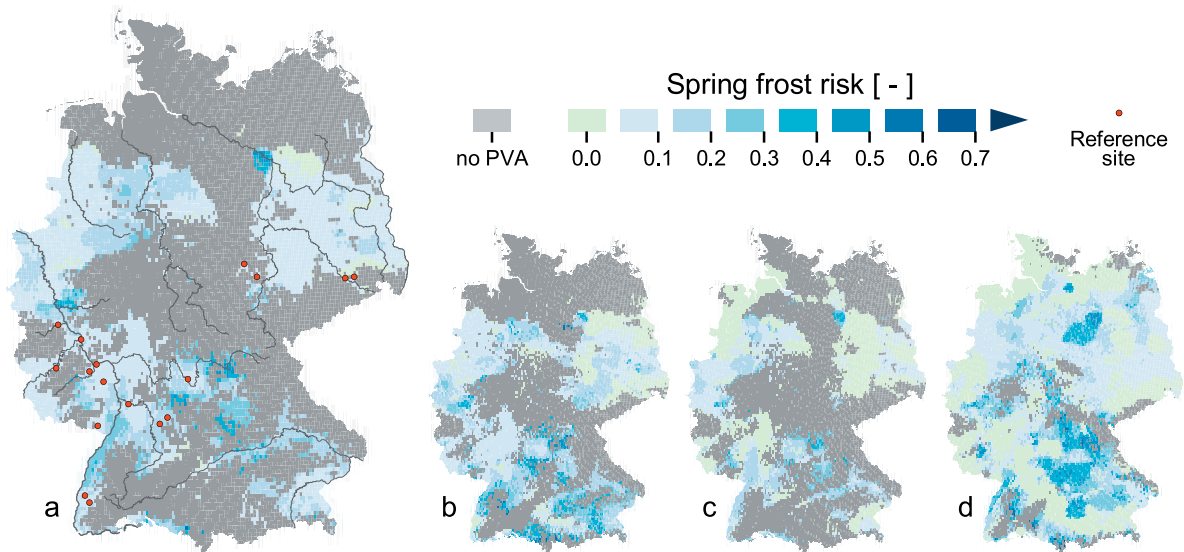 Spring frost risk [ - ]
no PVA
0.0
0.1
0.2
0.3
0.4
0.5
0.6
0.7
Reference
site
a
b
c
d